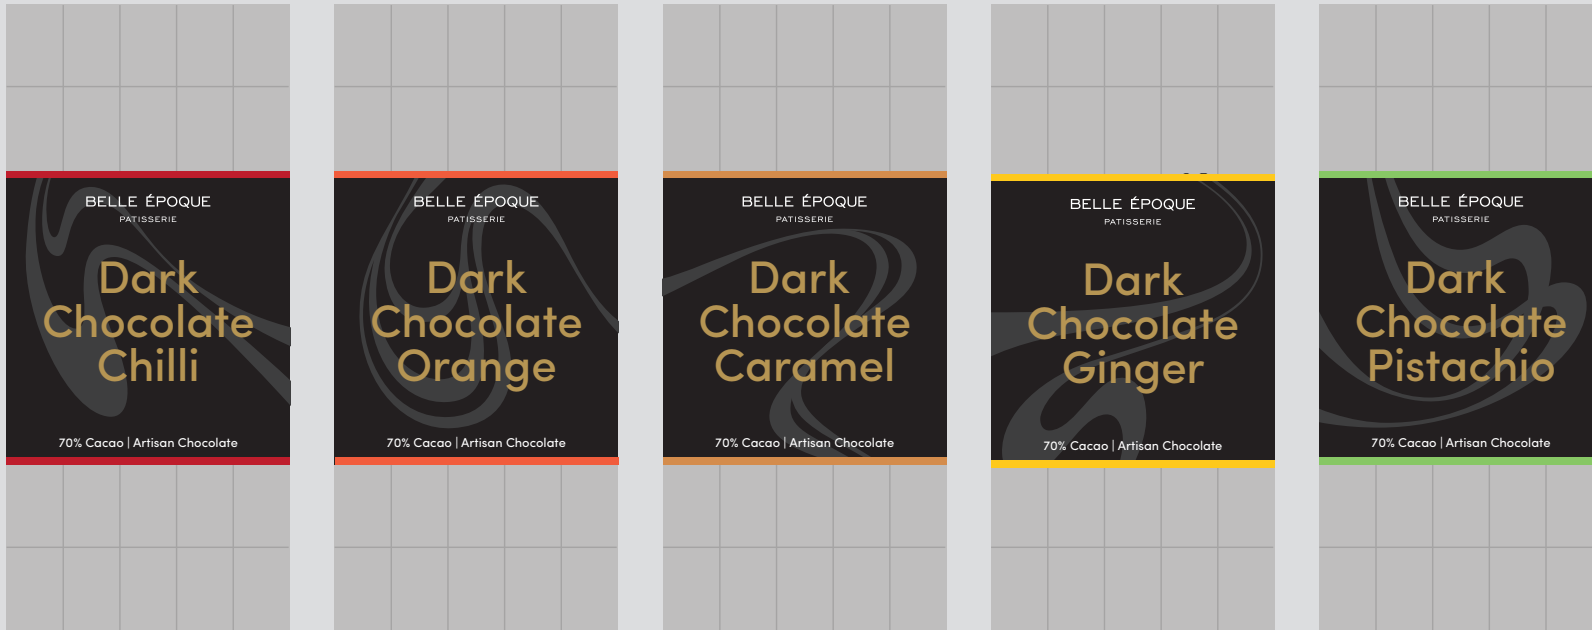 BELLE ÉPOQUE
PATISSERIE
Dark
Chocolate
Chilli
70% Cacao | Artisan Chocolate
BELLE ÉPOQUE
PATISSERIE
Dark
Chocolate
Orange
70% Cacao | Artisan Chocolate
BELLE ÉPOQUE
PATISSERIE
Dark
Chocolate
Caramel
70% Cacao | Artisan Chocolate
BELLE ÉPOQUE
PATISSERIE
Dark
Chocolate
Ginger
70% Cacao | Artisan Chocolate
BELLE ÉPOQUE
PATISSERIE
Dark
Chocolate
Pistachio
70% Cacao | Artisan Chocolate